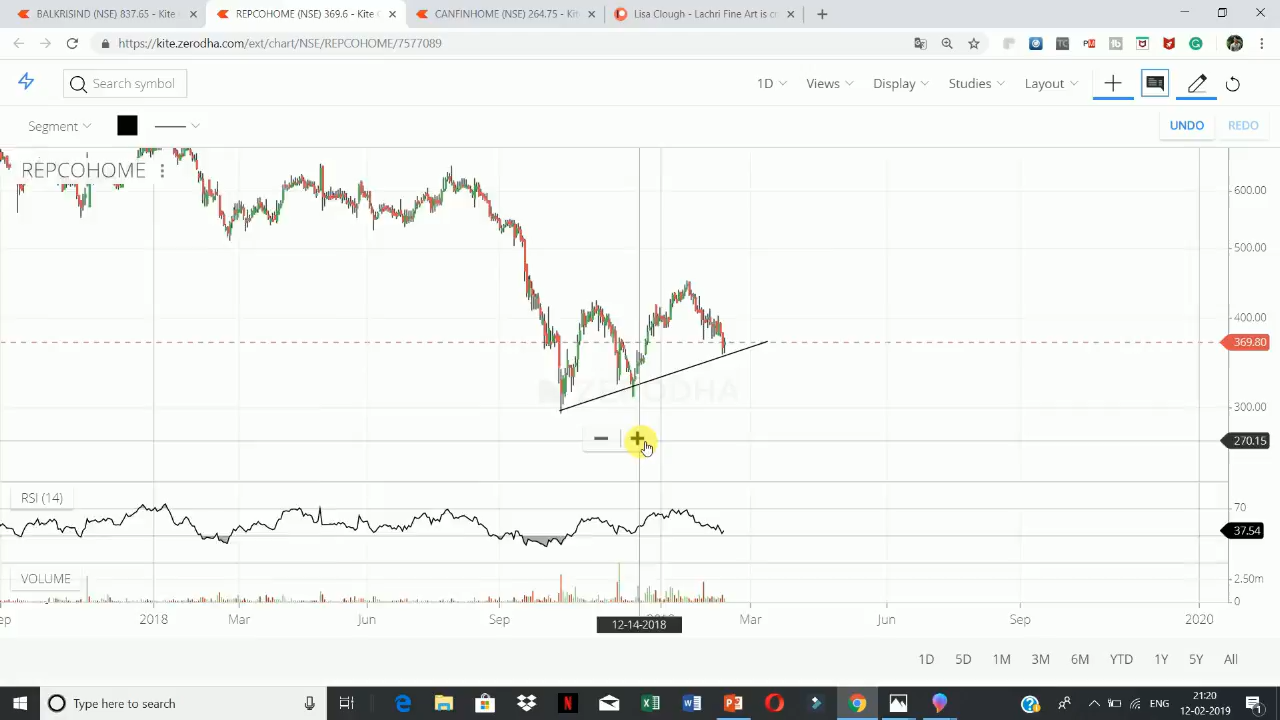 BALKRISIND (NSE) 837.65 - Kite
REPCOHOME (NSE) 369.6 - Kite
CANFINHOME (NSE) 264.75 - Kite
Lisa Clough - Lachri Fine Art is c
https://kite.zerodha.com/ext/chart/NSE/REPCOHOME/7577089
Search symbol
1D
Views
Display
Studies
Layout
Segment
UNDO
REDO
REPCOHOME
600.00
500.00
400.00
369.80
ZERODHA
300.00
270.15
RSI (14)
70
37.54
VOLUME
2.50m
0
2018
Mar
Jun
Sep
12-14-2018
Mar
Jun
Sep
2020
1D
5D
1M
3M
6M
YTD
1Y
5Y
All
Type here to search
ENG
21:20
12-02-2019